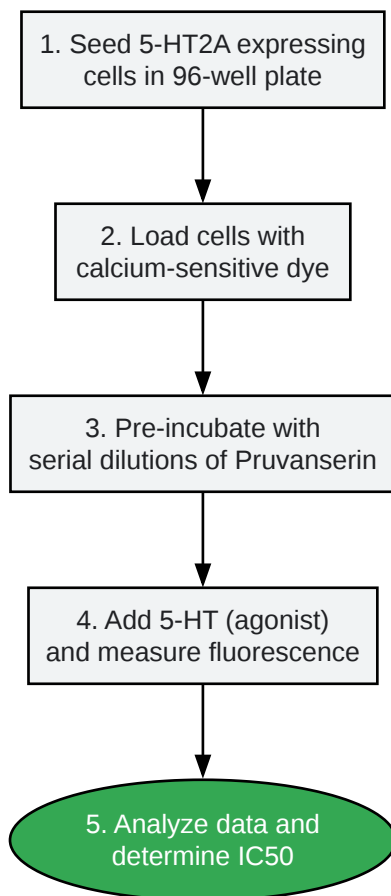 1. Seed 5-HT2A expressing
cells in 96-well plate
2. Load cells with
calcium-sensitive dye
3. Pre-incubate with
serial dilutions of Pruvanserin
4. Add 5-HT (agonist)
and measure fluorescence
5. Analyze data and
determine IC50